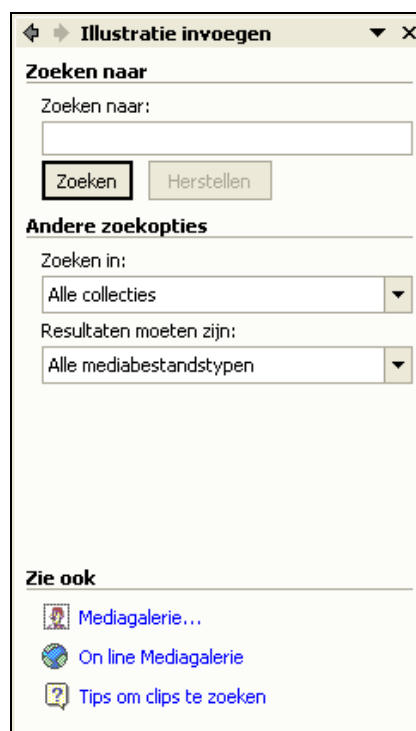 Illustratie invoegen
Zoeken naar
Zoeken naar:
Zoeken Herstellen
Andere zoekopties
Zoeken in:
Alle collecties
Resultaten moeten zijn:
Alle mediabestandstypen
Zie ook
Mediagalerie...
On line Mediagalerie
Tips om clips te zoeken